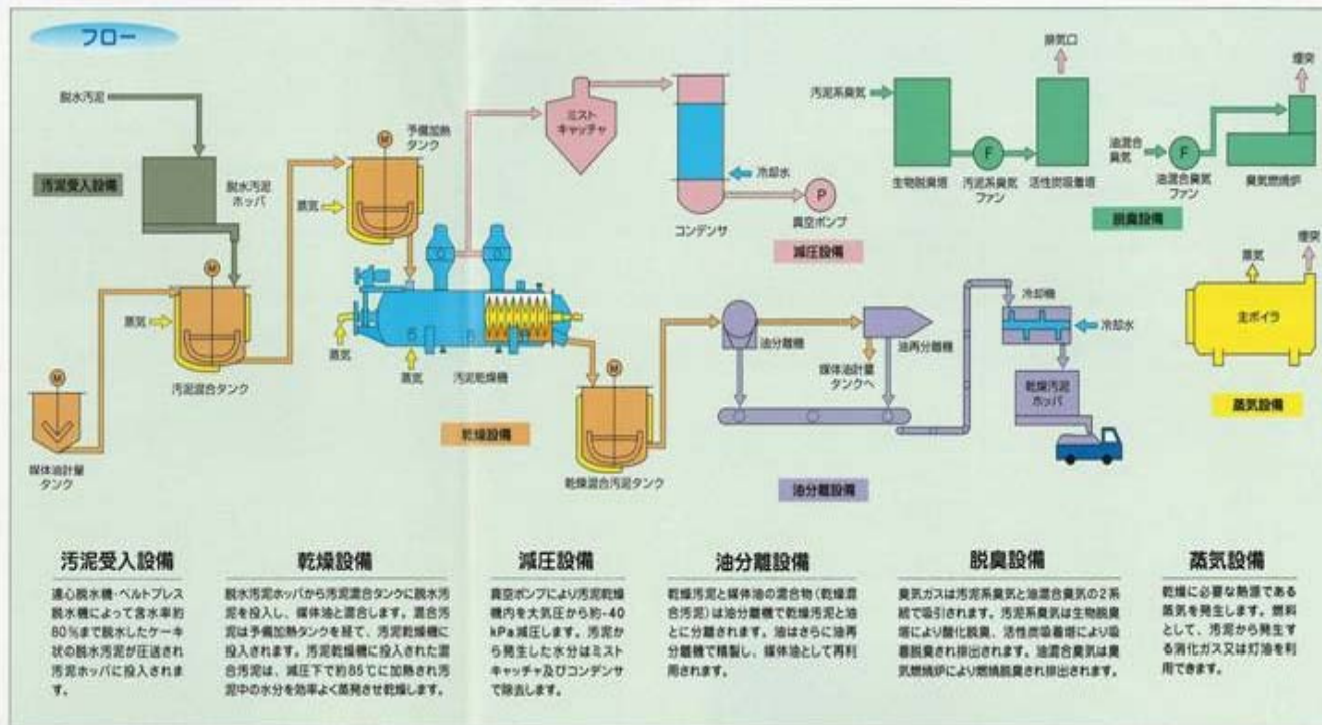 フロー
脱水汚泥
汚泥受入設備
脱水汚泥
ホッパ
M
予備加熱
タンク
蒸気
M
蒸気
汚泥混合タンク
M
媒体油計量
タンク
蒸気
蒸気
汚泥乾燥機
乾燥設備
M
乾燥混合汚泥タンク
ミスト
キャッチャ
冷却水
コンデンサ
P
真空ポンプ
減圧設備
油分離機
媒体油計量
タンクへ
油再分離機
油分離設備
冷却機
冷却水
乾燥汚泥
ホッパ
汚泥系臭気
生物脱臭塔
F
汚泥系臭気
ファン
排気口
活性炭吸着塔
油混合
臭気
F
油混合臭気
ファン
煙突
臭気燃焼炉
脱臭設備
蒸気
煙突
主ボイラ
蒸気設備
汚泥受入設備
遠心脱水機・ベルトプレス
脱水機によって含水率約
80％まで脱水したケーキ
状の脱水汚泥が圧送され
汚泥ホッパに投入されま
す。
乾燥設備
脱水汚泥ホッパから汚泥混合タンクに脱水汚
泥を投入し、媒体油と混合します。混合汚
泥は予備加熱タンクを経て、汚泥乾燥機に
投入されます。汚泥乾燥機に投入された混
合汚泥は、減圧下で約85℃に加熱され汚
泥中の水分を効率よく蒸発させ乾燥します。
減圧設備
真空ポンプにより汚泥乾燥
機内を大気圧から約-40
kPa減圧します。汚泥か
ら発生した水分はミスト
キャッチャ及びコンデンサ
で除去します。
油分離設備
乾燥汚泥と媒体油の混合物(乾燥混
合汚泥)は油分離機で乾燥汚泥と油
とに分離されます。油はさらに油再
分離機で精製し、媒体油として再利
用されます。
脱臭設備
臭気ガスは汚泥系臭気と油混合臭気の2系
統で吸引されます。汚泥系臭気は生物脱臭
塔により酸化脱臭、活性炭吸着塔により吸
着脱臭され排出されます。油混合臭気は臭
気燃焼炉により燃焼脱臭され排出されます。
蒸気設備
乾燥に必要な熱源である
蒸気を発生します。燃料
として、汚泥から発生す
る消化ガス又は灯油を利
用できます。